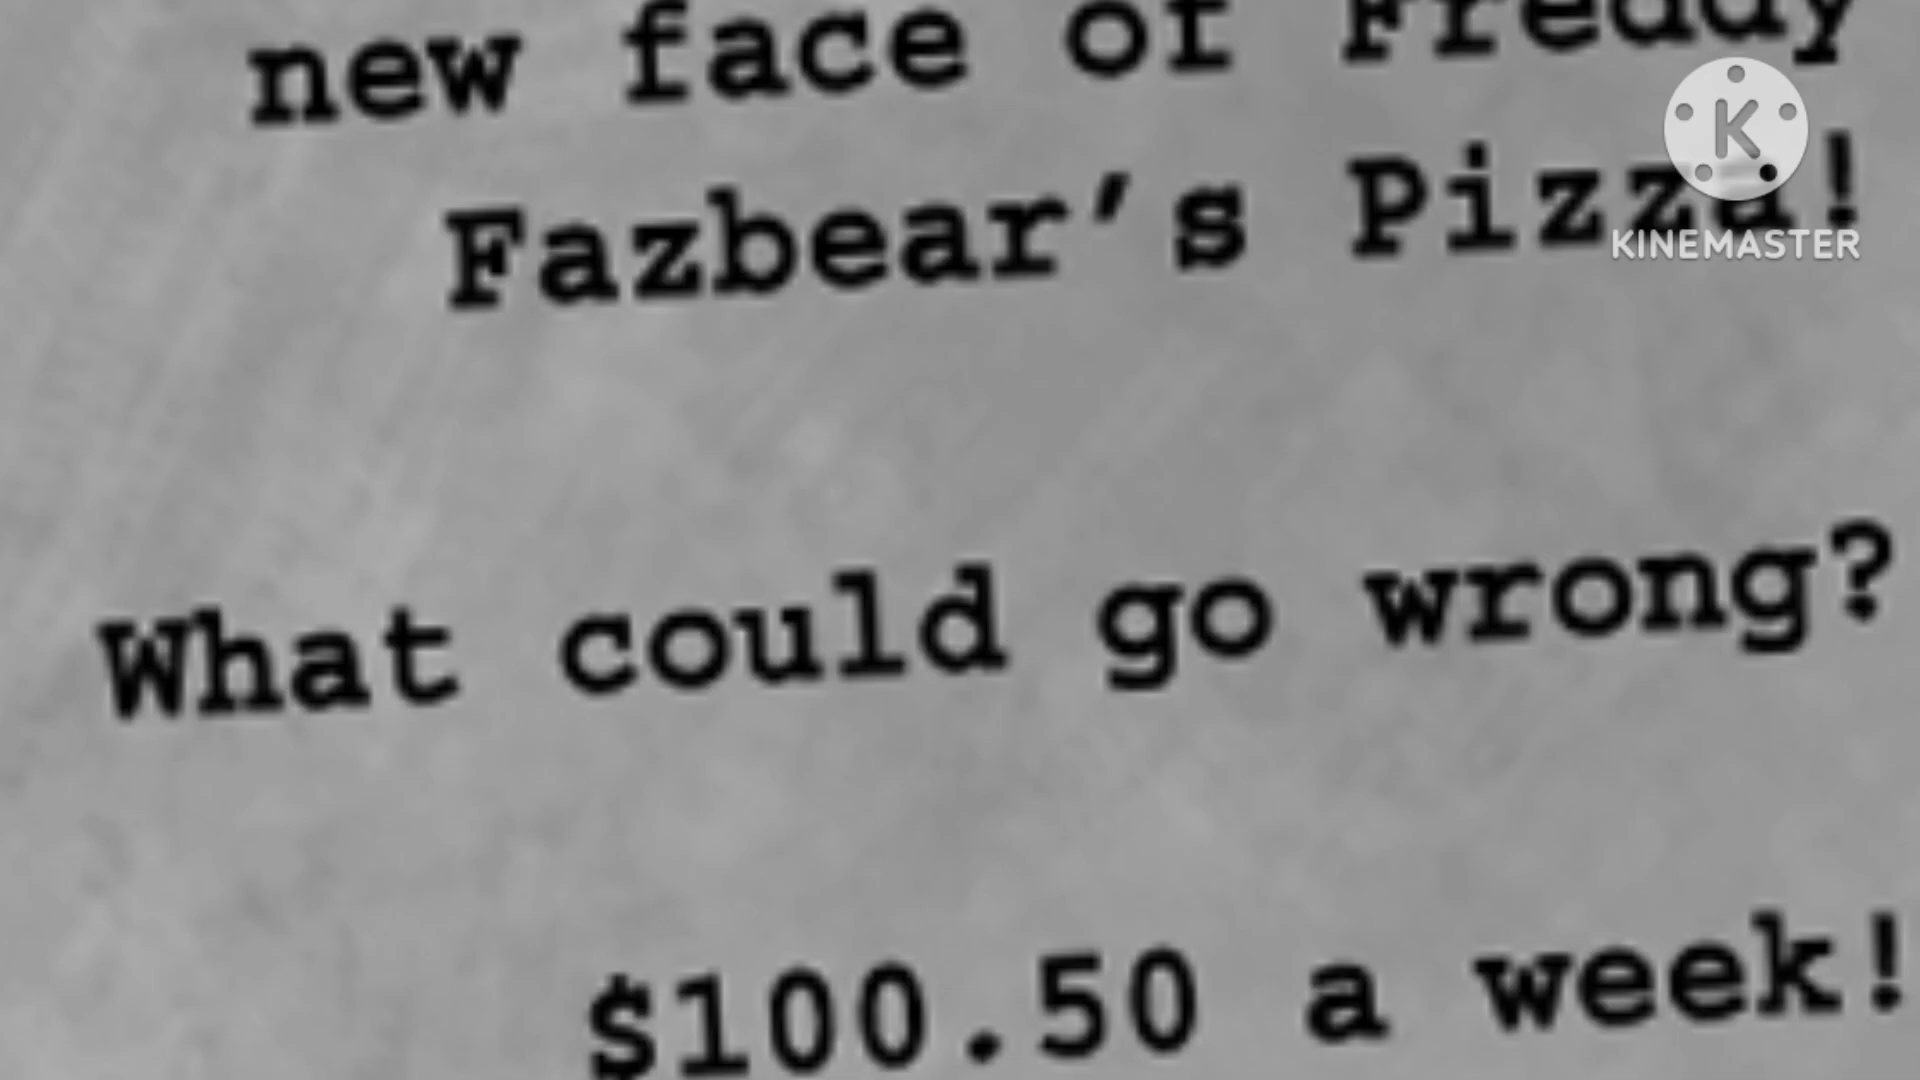 new face of Freddy
Fazbear's Pizza!
What could go wrong?
$100.50 a week!
K
KINEMASTER